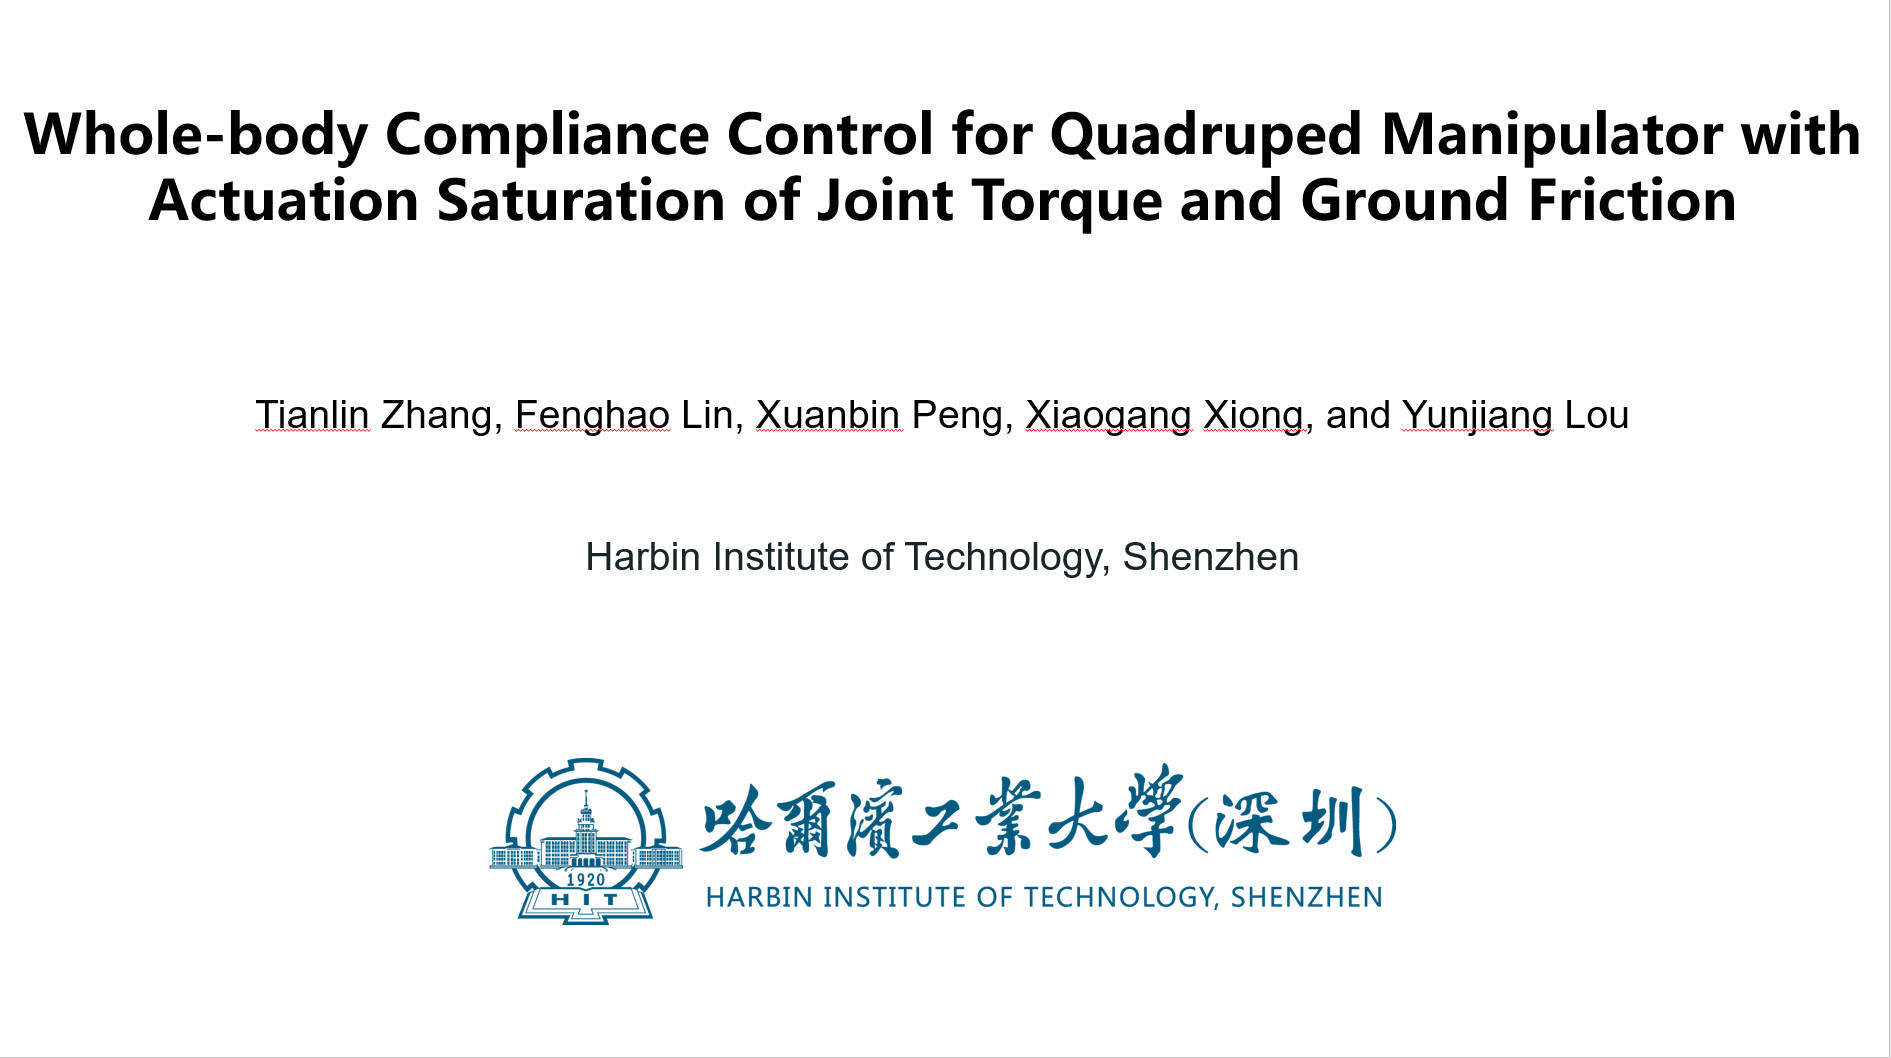 Whole-body Compliance Control for Quadruped Manipulator with
Actuation Saturation of Joint Torque and Ground Friction
Tianlin Zhang, Fenghao Lin, Xuanbin Peng, Xiaogang Xiong, and Yunjiang Lou
Harbin Institute of Technology, Shenzhen
哈爾濱工業大學(深圳)
1920
HIT
HARBIN INSTITUTE OF TECHNOLOGY, SHENZHEN